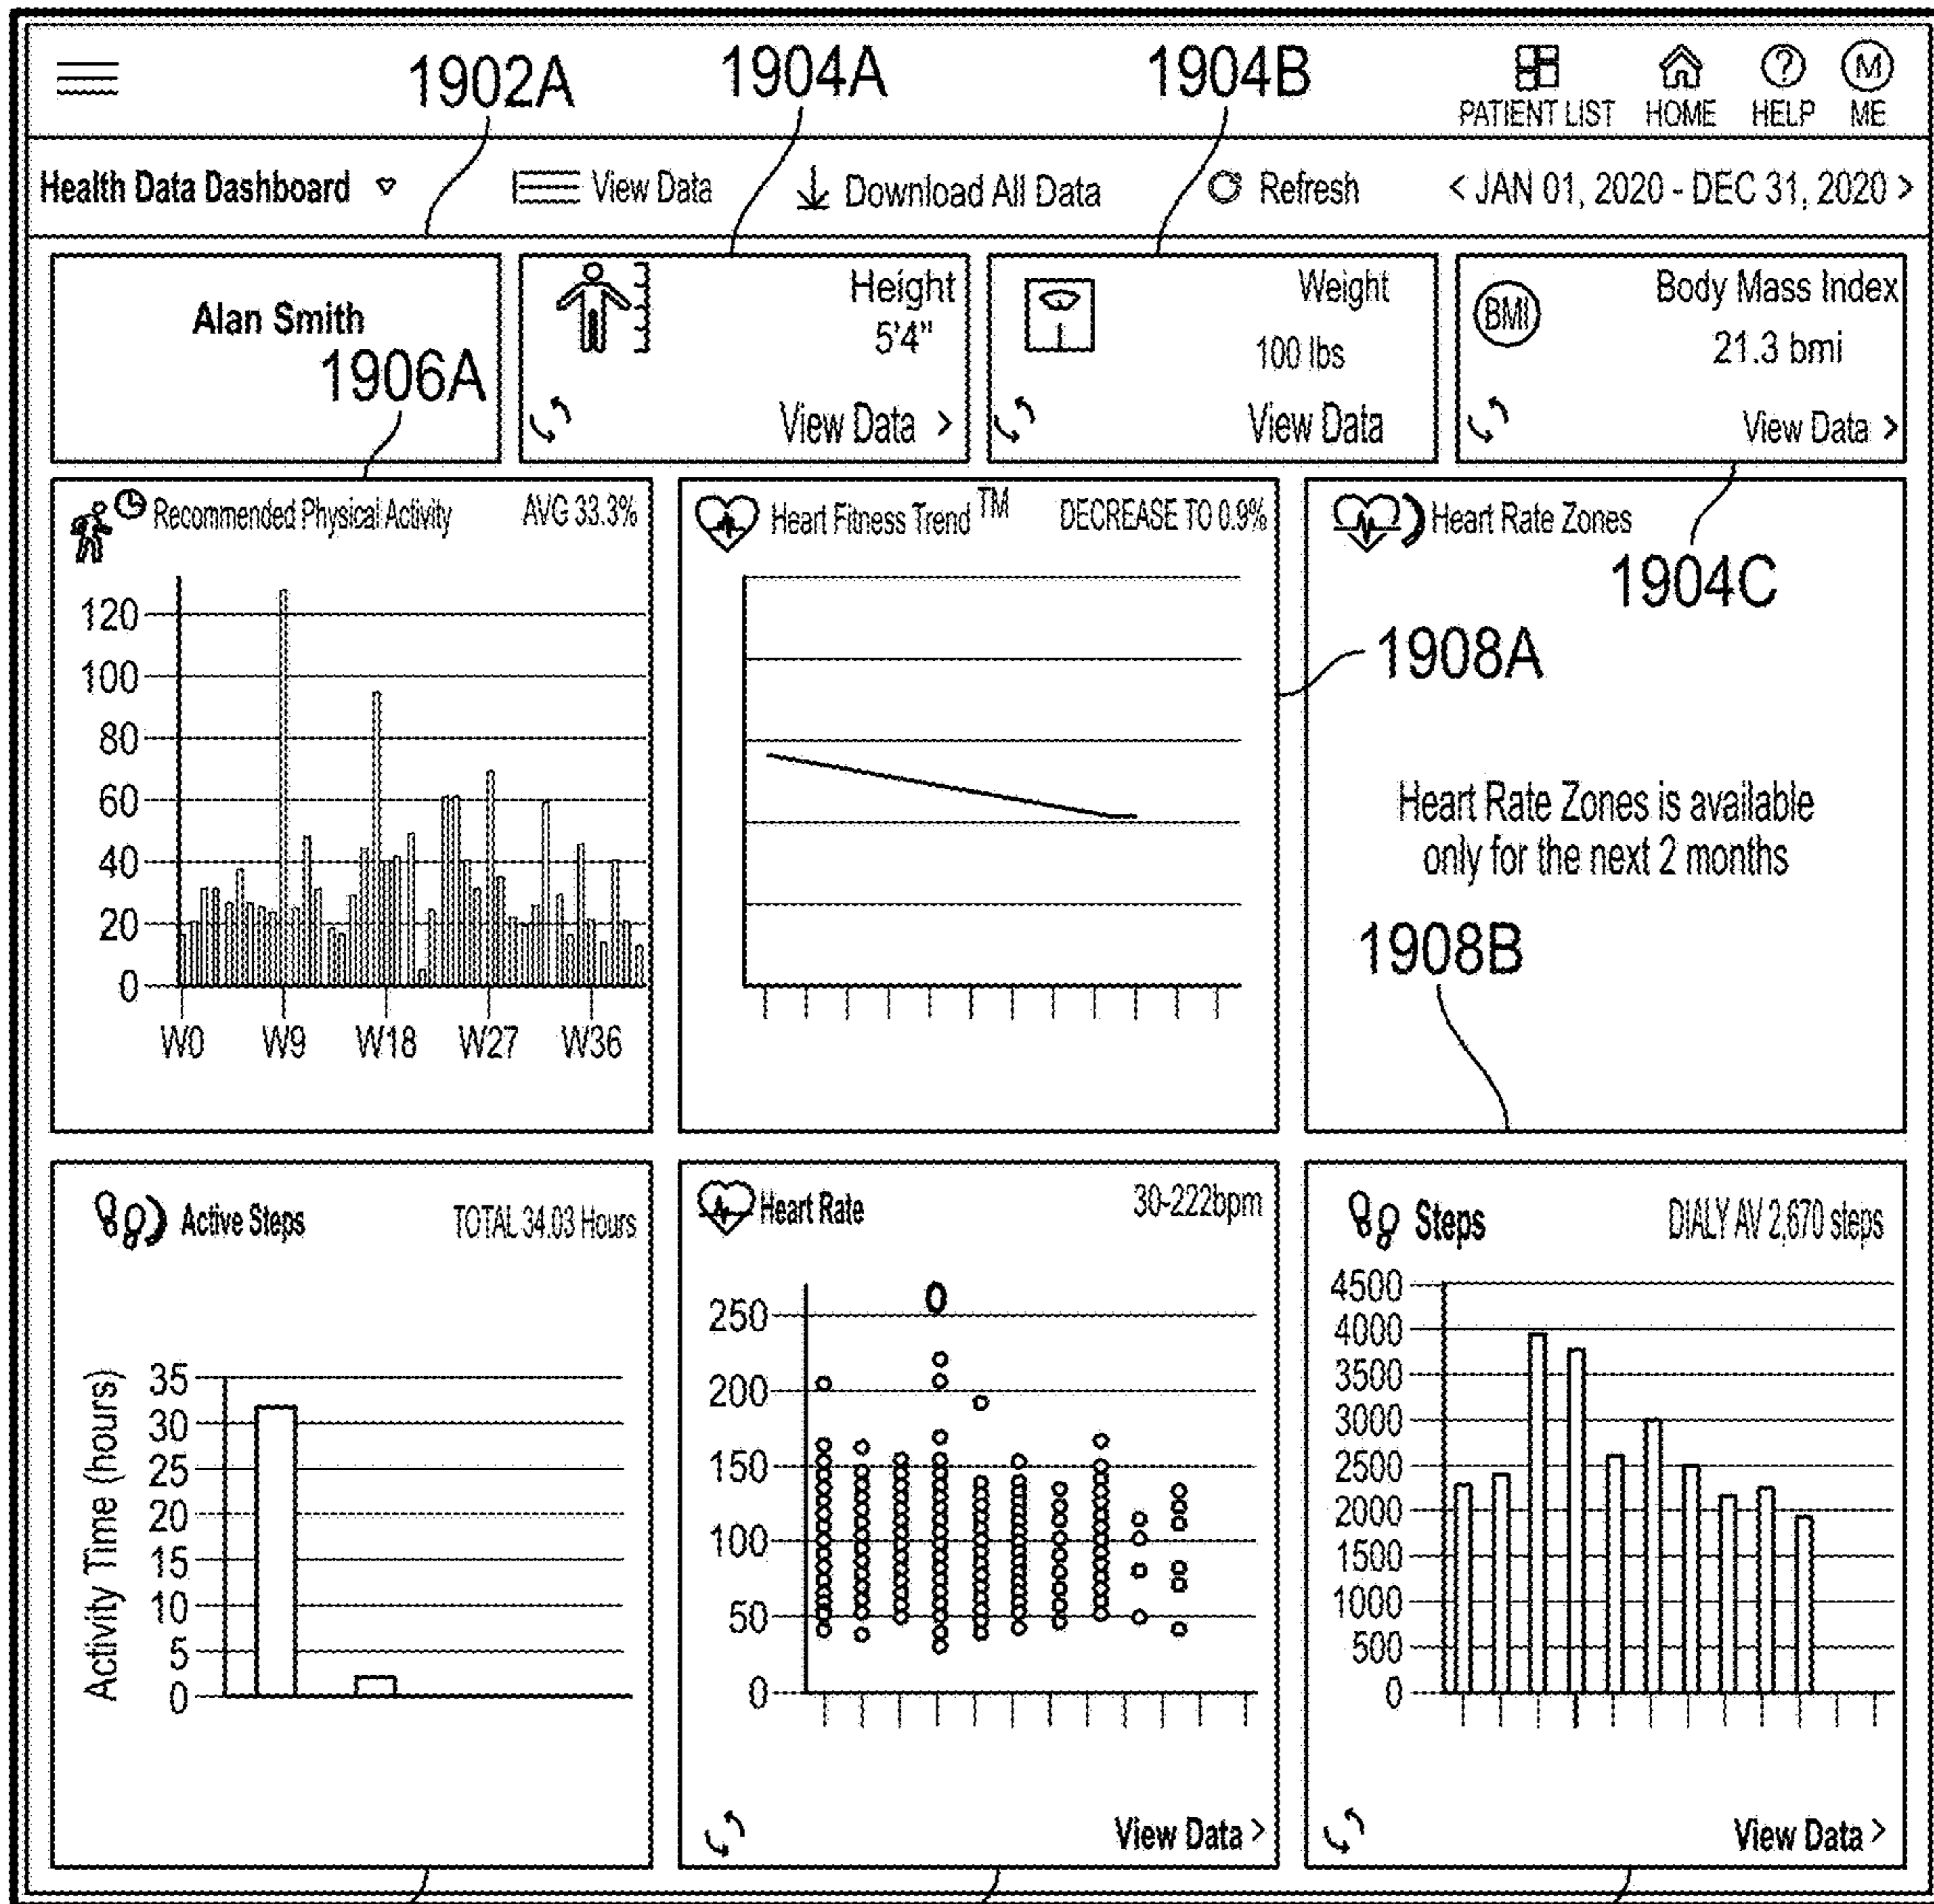 1902A
1904A
1904B
PATIENT LIST
HOME
HELP
M
ME
Health Data Dashboard
View Data
Download All Data
Refresh
< JAN 01, 2020 - DEC 31, 2020 >
Alan Smith
1906A
Height
5'4"
View Data >
Weight
100 lbs
View Data
BMI
Body Mass Index
21.3 bmi
View Data >
Recommended Physical Activity
AVG 33.3%
120
100
80
60
40
20
0
W0 W9 W18 W27 W36
Heart Fitness Trend TM
DECREASE TO 0.9%
Heart Rate Zones
1904C
1908A
Heart Rate Zones is available
only for the next 2 months
1908B
Active Steps
TOTAL 34.03 Hours
Activity Time (hours)
35
30
25
20
15
10
5
0
Heart Rate
30-222bpm
250
200
150
100
50
0
View Data >
Steps
DIALY AV 2,670 steps
4500
4000
3500
3000
2500
2000
1500
1000
500
0
View Data >